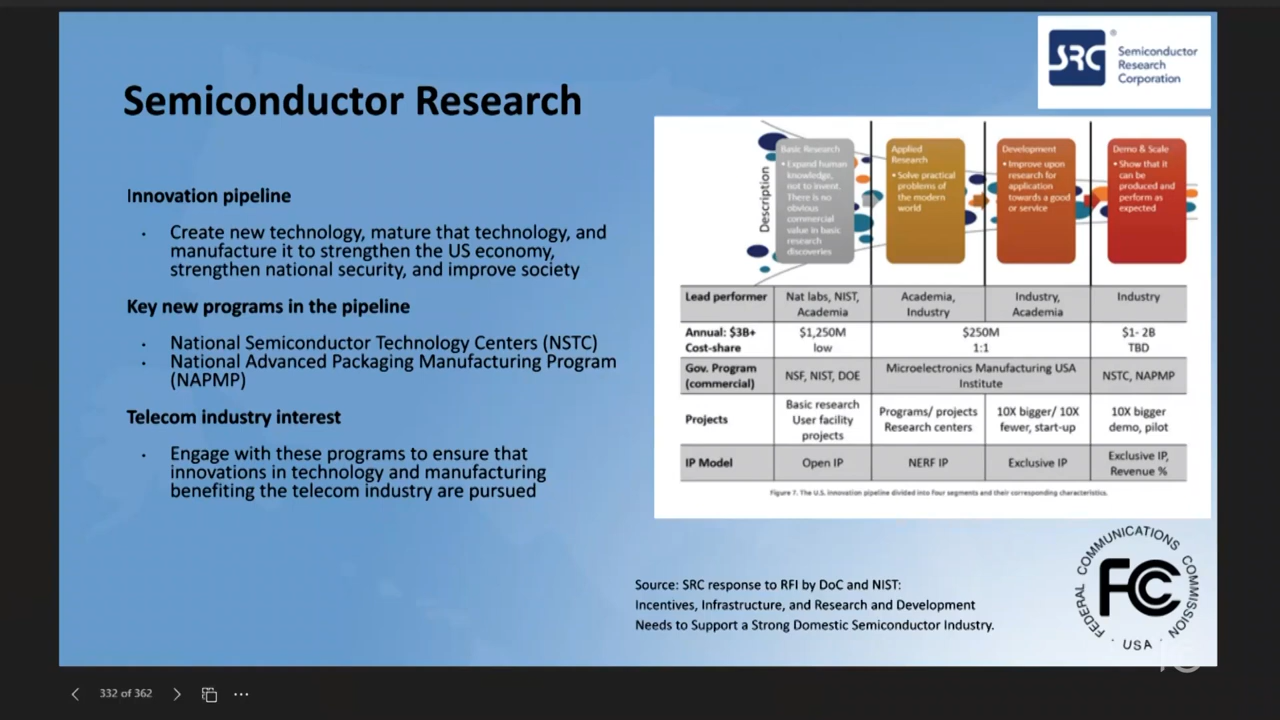 SRC
®
Semiconductor
Research
Corporation
Semiconductor Research
Innovation pipeline
· Create new technology, mature that technology, and
manufacture it to strengthen the US economy,
strengthen national security, and improve society
Key new programs in the pipeline
· National Semiconductor Technology Centers (NSTC)
· National Advanced Packaging Manufacturing Program
(NAPMP)
Telecom industry interest
· Engage with these programs to ensure that
innovations in technology and manufacturing
benefiting the telecom industry are pursued
Description
Basic Research
• Expand human
knowledge,
not to invent.
There is no
obvious
commercial
value in basic
research
discoveries
Applied
Research
• Solve practical
problems of
the modern
world
Development
• Improve upon
research for
application
towards a good
or service
Demo & Scale
• Show that it
can be
produced and
perform as
expected
Lead performer
Nat labs, NIST,
Academia
Academia,
Industry
Industry,
Academia
Industry
Annual: $3B+
Cost-share
$1,250M
low
$250M
1:1
$1- 2B
TBD
Gov. Program
(commercial)
NSF, NIST, DOE
Microelectronics Manufacturing USA
Institute
NSTC, NAPMP
Projects
Basic research
User facility
projects
Programs/ projects
Research centers
10X bigger/ 10X
fewer, start-up
10X bigger
demo, pilot
IP Model
Open IP
NERF IP
Exclusive IP
Exclusive IP,
Revenue %
Figure 7. The U.S. innovation pipeline divided into four segments and their corresponding characteristics.
Source: SRC response to RFI by DoC and NIST:
Incentives, Infrastructure, and Research and Development
Needs to Support a Strong Domestic Semiconductor Industry.
FEDERAL COMMUNICATIONS COMMISSION
FCC
· USA ·
332 of 362